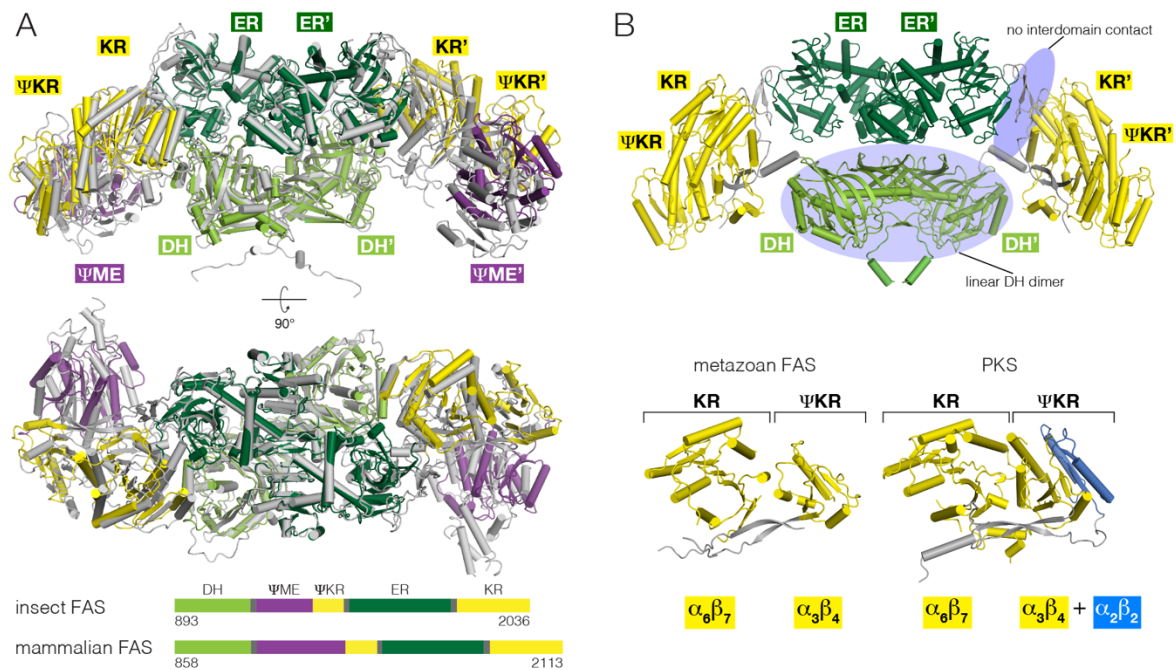 A
ER ER’
KR KR’
ΨKR ΨKR’
DH DH’
ΨME ΨME’
90°
DH ΨME ΨKR ER KR
insect FAS
893 2036
mammalian FAS
858 2113
B
ER ER’
no interdomain contact
KR KR’
ΨKR ΨKR’
DH DH’
linear DH dimer
metazoan FAS PKS
KR ΨKR KR ΨKR
α₆β₇ α₃β₄ α₆β₇ α₃β₄ + α₂β₂